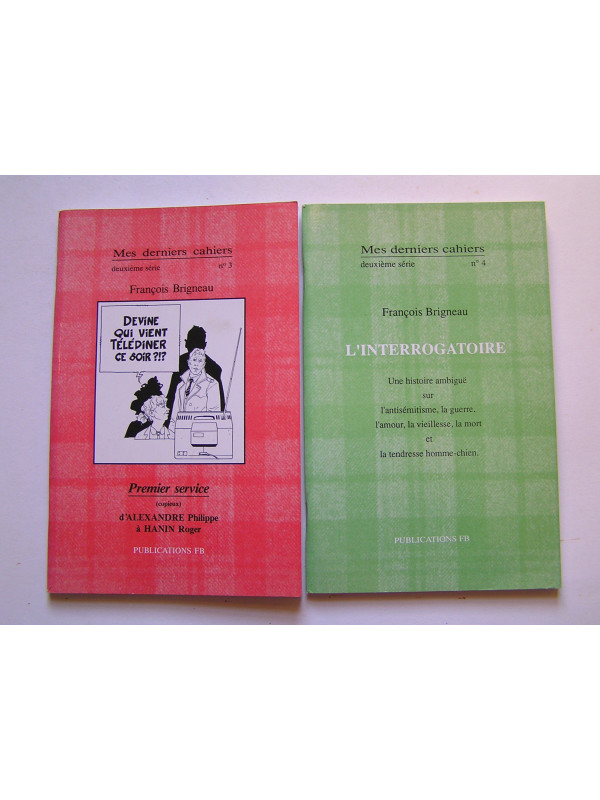 Mes derniers cahiers
deuxième série n° 3
François Brigneau
DEVINE
QUI VIENT
TÉLÉDINER
CE SOIR ?!?
Premier service
(copieux)
d'ALEXANDRE Philippe
à HANIN Roger
PUBLICATIONS FB
Mes derniers cahiers
deuxième série n° 4
François Brigneau
L'INTERROGATOIRE
Une histoire ambiguë
sur
l'antisémitisme, la guerre,
l'amour, la vieillesse, la mort
et
la tendresse homme-chien.
PUBLICATIONS FB